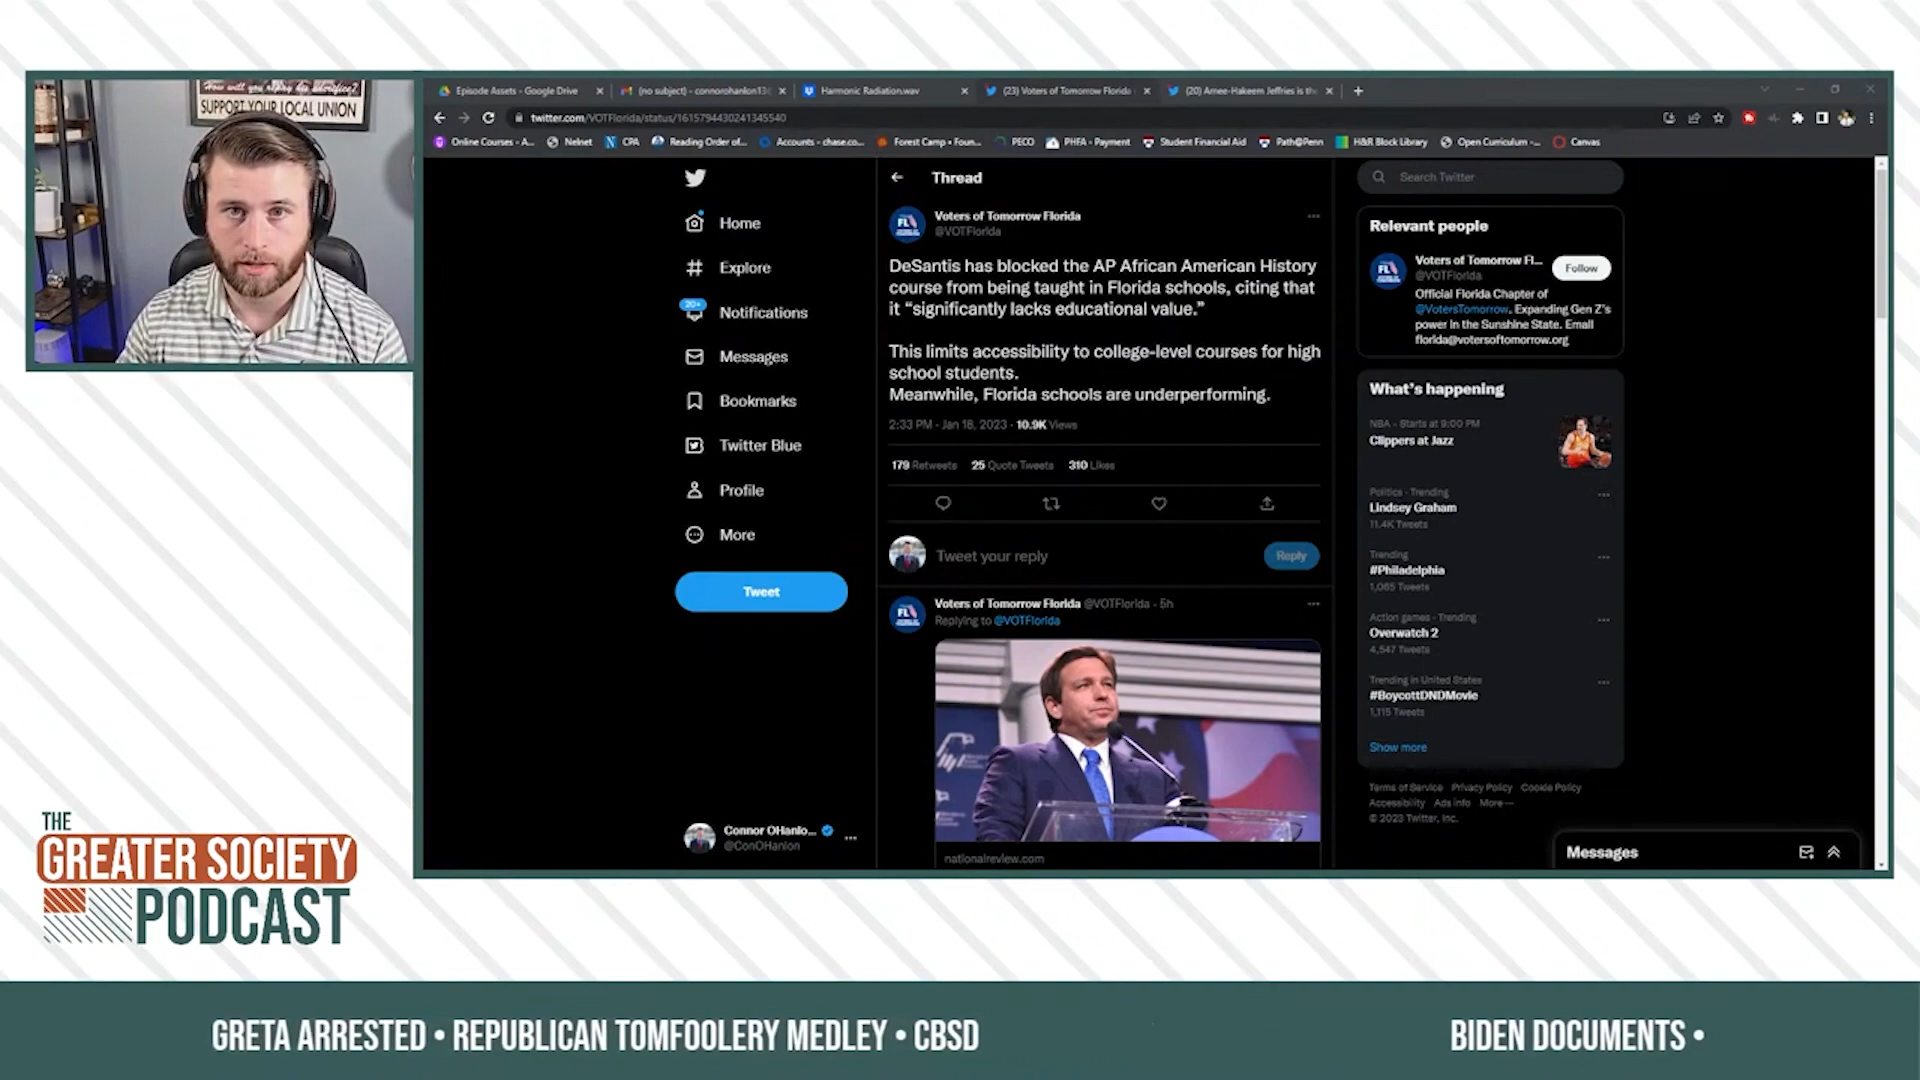 How will you repay his sacrifice?
SUPPORT YOUR LOCAL UNION
Episode Assets - Google Drive
(no subject) - connorohanlon13
Harmonic Radiation.wav
(23) Voters of Tomorrow Florida
(20) Amee-Hakeem Jeffries is the
twitter.com/VOTFlorida/status/1615794430241345540
Online Courses - A...
Nelnet
CPA
Reading Order of...
Accounts - chase.co...
Forest Camp • Foun...
PECO
PHFA - Payment
Student Financial Aid
Path@Penn
H&R Block Library
Open Curriculum -...
Canvas
Home
Explore
20+
Notifications
Messages
Bookmarks
Twitter Blue
Profile
More
Tweet
Connor OHanlo...
@ConOHanlon
Thread
FL
Voters of Tomorrow Florida
@VOTFlorida
DeSantis has blocked the AP African American History
course from being taught in Florida schools, citing that
it “significantly lacks educational value.”
This limits accessibility to college-level courses for high
school students.
Meanwhile, Florida schools are underperforming.
2:33 PM · Jan 18, 2023 · 10.9K Views
179 Retweets 25 Quote Tweets 310 Likes
Tweet your reply
Reply
FL
Voters of Tomorrow Florida @VOTFlorida · 5h
Replying to @VOTFlorida
nationalreview.com
Search Twitter
Relevant people
FL
Voters of Tomorrow Fl...
@VOTFlorida
Follow
Official Florida Chapter of
@VotersTomorrow. Expanding Gen Z's
power in the Sunshine State. Email
florida@votersoftomorrow.org
What's happening
NBA · Starts at 9:00 PM
Clippers at Jazz
Politics · Trending
Lindsey Graham
11.4K Tweets
Trending
#Philadelphia
1,065 Tweets
Action games · Trending
Overwatch 2
4,547 Tweets
Trending in United States
#BoycottDNDMovie
1,115 Tweets
Show more
Terms of Service Privacy Policy Cookie Policy
Accessibility Ads info More ···
© 2023 Twitter, Inc.
Messages
THE
GREATER SOCIETY
PODCAST
GRETA ARRESTED • REPUBLICAN TOMFOOLERY MEDLEY • CBSD
BIDEN DOCUMENTS •